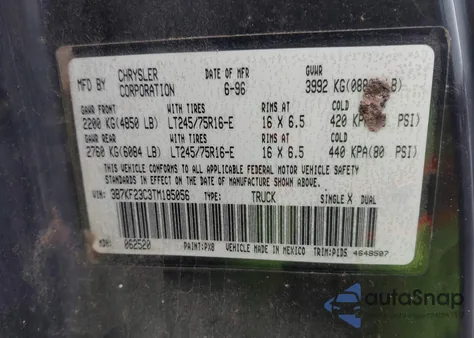 MFD BY CHRYSLER CORPORATION DATE OF MFR 6-96 GVWR 3992 KG LB)
GAWR FRONT WITH TIRES RIMS AT COLD
2200 KG(4850 LB) LT245/75R16-E 16 X 6.5 420 PSI)
GAWR REAR WITH TIRES RIMS AT COLD
2760 KG(6084 LB) LT245/75R16-E 16 X 6.5 440 KPA(80 PSI)
THIS VEHICLE CONFORMS TO ALL APPLICABLE FEDERAL MOTOR VEHICLE SAFETY
STANDARDS IN EFFECT ON THE DATE OF MANUFACTURE SHOWN ABOVE.
VIN: 3B7KF23C3TM185056 TYPE: TRUCK SINGLE X DUAL
MDH: 062520 PAINT:PX8 VEHICLE MADE IN MEXICO TRIM:PIDS 4648507
autoSnap